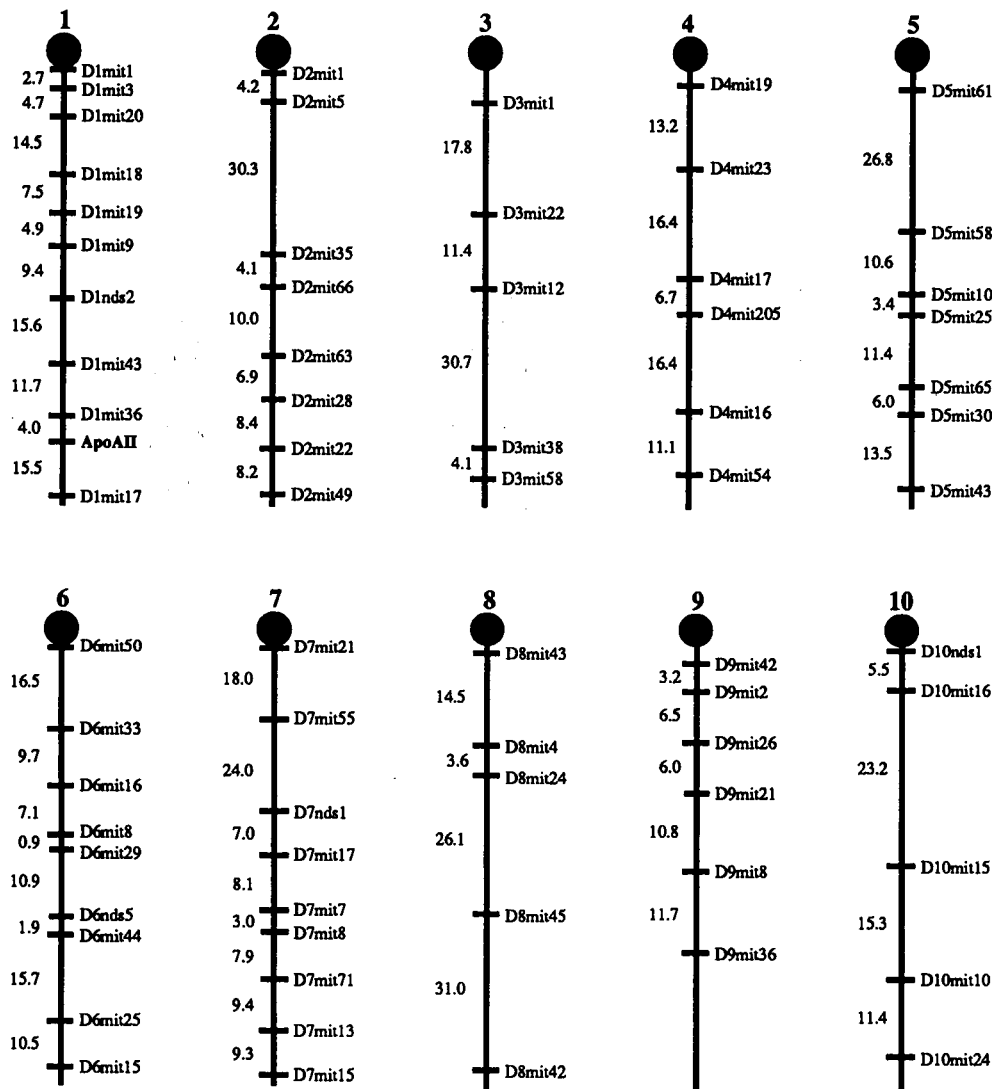 1
2.7
4.7
14.5
7.5
4.9
9.4
15.6
11.7
4.0
15.5
D1mit1
D1mit3
D1mit20
D1mit18
D1mit19
D1mit9
D1nds2
D1mit43
D1mit36
ApoAII
D1mit17
2
4.2
30.3
4.1
10.0
6.9
8.4
8.2
D2mit1
D2mit5
D2mit35
D2mit66
D2mit63
D2mit28
D2mit22
D2mit49
3
17.8
11.4
30.7
4.1
D3mit1
D3mit22
D3mit12
D3mit38
D3mit58
4
13.2
16.4
6.7
16.4
11.1
D4mit19
D4mit23
D4mit17
D4mit205
D4mit16
D4mit54
5
26.8
10.6
3.4
11.4
6.0
13.5
D5mit61
D5mit58
D5mit10
D5mit25
D5mit65
D5mit30
D5mit43
6
16.5
9.7
7.1
0.9
10.9
1.9
15.7
10.5
D6mit50
D6mit33
D6mit16
D6mit8
D6mit29
D6nds5
D6mit44
D6mit25
D6mit15
7
18.0
24.0
7.0
8.1
3.0
7.9
9.4
9.3
D7mit21
D7mit55
D7nds1
D7mit17
D7mit7
D7mit8
D7mit71
D7mit13
D7mit15
8
14.5
3.6
26.1
31.0
D8mit43
D8mit4
D8mit24
D8mit45
D8mit42
9
3.2
6.5
6.0
10.8
11.7
D9mit42
D9mit2
D9mit26
D9mit21
D9mit8
D9mit36
10
5.5
23.2
15.3
11.4
D10nds1
D10mit16
D10mit15
D10mit10
D10mit24